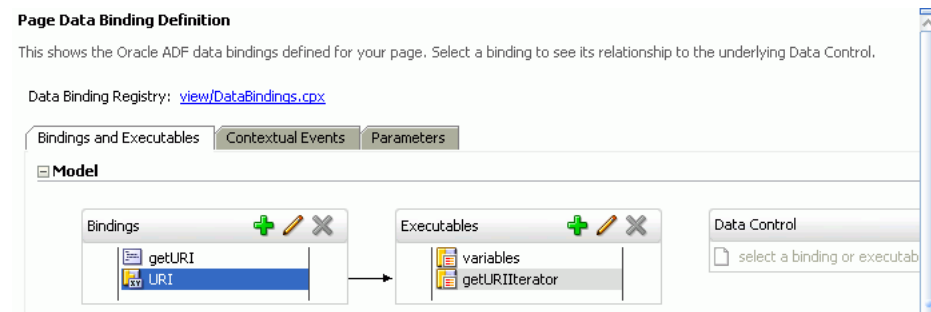 Page Data Binding Definition
This shows the Oracle ADF data bindings defined for your page. Select a binding to see its relationship to the underlying Data Control.
Data Binding Registry: view/DataBindings.cpx
Bindings and Executables Contextual Events Parameters
Model
Bindings Executables Data Control
getURI variables select a binding or executab
URI getURIIterator